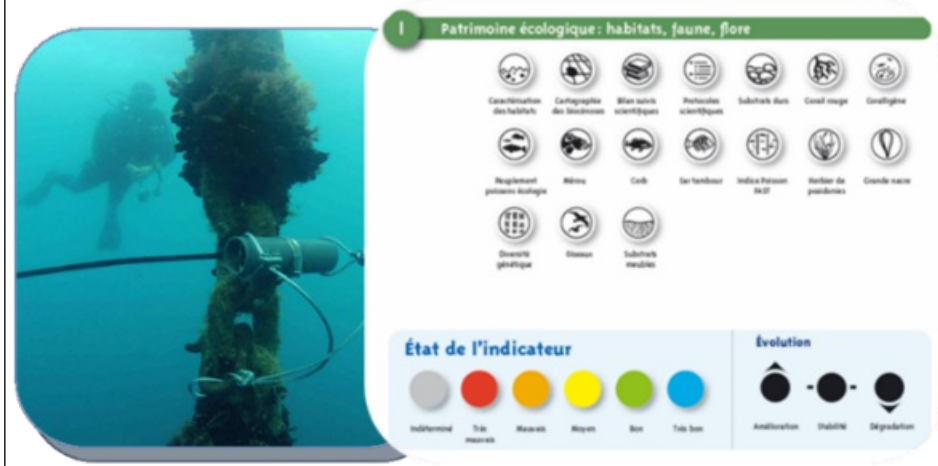 I Patrimoine écologique : habitats, faune, flore
Caractérisation des habitats
Cartographie des biocénoses
Bilan suivis scientifiques
Protocoles scientifiques
Substrats durs
Corail rouge
Coralligène
Peuplement poissons écologie
Mérou
Corb
Sar tambour
Indice Poisson FAST
Herbier de posidonies
Grande nacre
Diversité génétique
Oiseaux
Substrats meubles
État de l'indicateur
Indéterminé
Très mauvais
Mauvais
Moyen
Bon
Très bon
Évolution
Amélioration
Stabilité
Dégradation